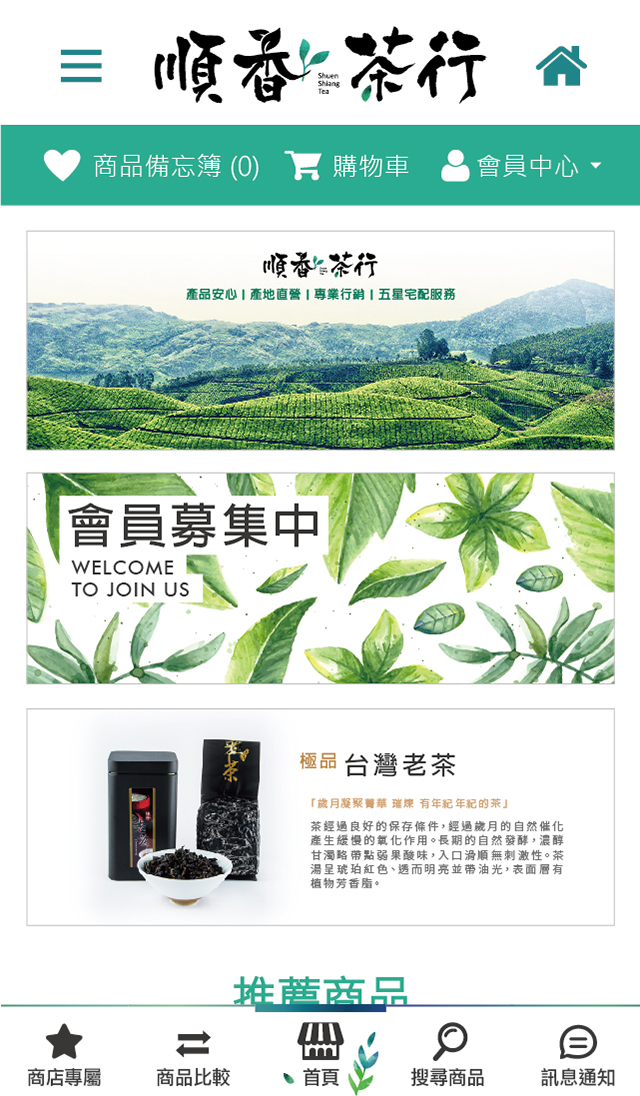 順香茶行
Shuen
Shiang
Tea
商品備忘簿 (0) 購物車 會員中心
順香茶行
產品安心 | 產地直營 | 專業行銷 | 五星宅配服務
會員募集中
WELCOME
TO JOIN US
老茶
極品 台灣老茶
「歲月凝聚菁華 璀煉 有年紀年紀的茶」
茶經過良好的保存條件，經過歲月的自然催化
產生緩慢的氧化作用。長期的自然發酵，濃醇
甘濁略帶點弱果酸味，入口滑順無刺激性。茶
湯呈琥珀紅色、透而明亮並帶油光，表面層有
植物芳香脂。
推薦商品
商店專屬 商品比較 首頁 搜尋商品 訊息通知